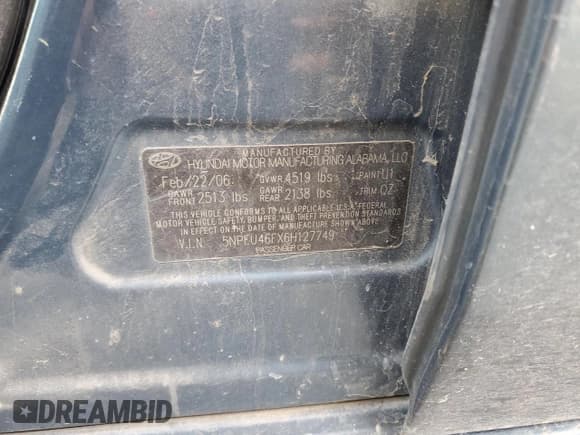 MANUFACTURED BY
HYUNDAI MOTOR MANUFACTURING ALABAMA, LLC
Feb/22/06 GVWR 4519 lbs. PAINT U1
GAWR FRONT 2513 lbs. GAWR REAR 2138 lbs. TRIM QZ
THIS VEHICLE CONFORMS TO ALL APPLICABLE U.S. FEDERAL
MOTOR VEHICLE SAFETY, BUMPER, AND THEFT PREVENTION STANDARDS
IN EFFECT ON THE DATE OF MANUFACTURE SHOWN ABOVE
V.I.N. 5NPEU46FX6H127749
PASSENGER CAR
DREAMBID